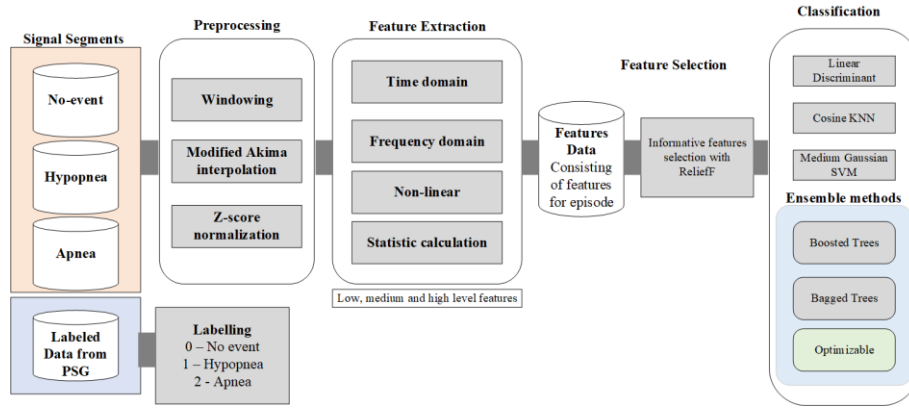 Signal Segments
No-event
Hypopnea
Apnea
Labeled
Data from
PSG
Preprocessing
Windowing
Modified Akima
interpolation
Z-score
normalization
Labelling
0 – No event
1 – Hypopnea
2 - Apnea
Feature Extraction
Time domain
Frequency domain
Non-linear
Statistic calculation
Low, medium and high level features
Features
Data
Consisting
of features
for episode
Feature Selection
Informative features
selection with
ReliefF
Classification
Linear
Discriminant
Cosine KNN
Medium Gaussian
SVM
Ensemble methods
Boosted Trees
Bagged Trees
Optimizable